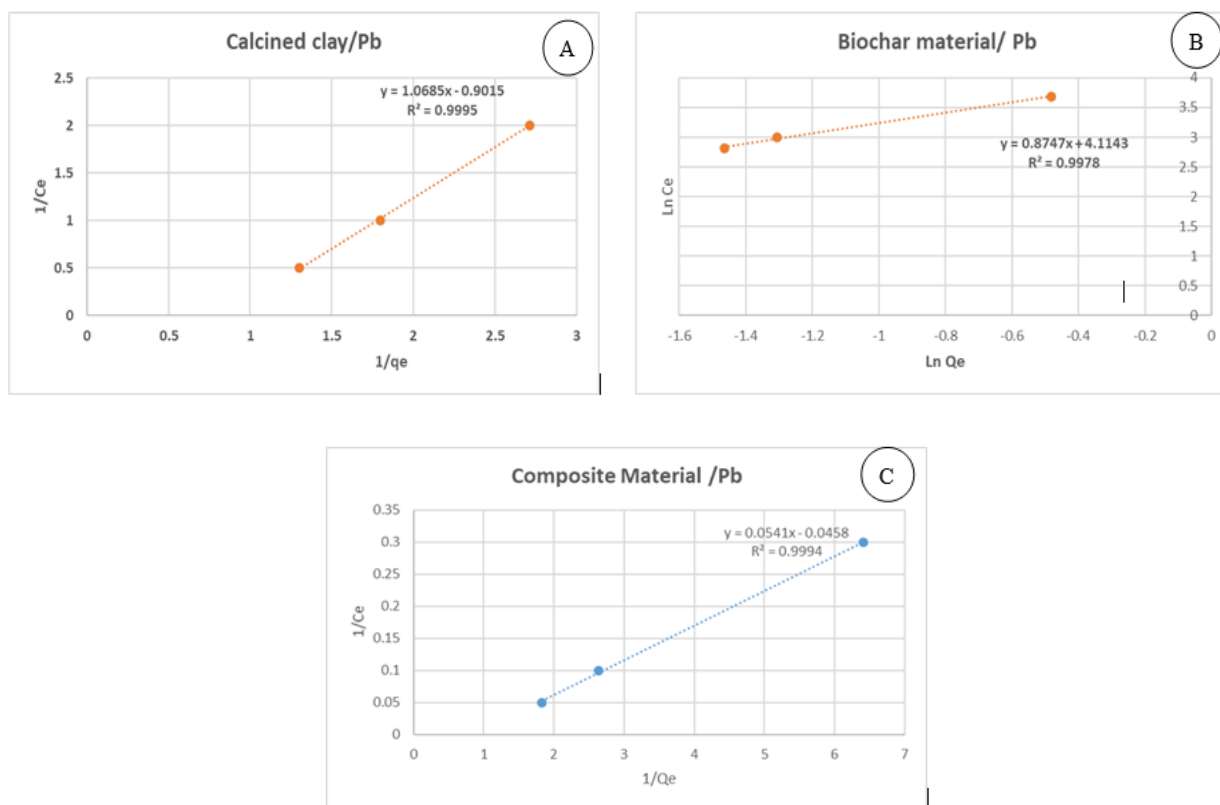 Calcined clay/Pb
A
2.5
2
1.5
1
0.5
0
y = 1.0685x - 0.9015
R² = 0.9995
1/Ce
0 0.5 1 1.5 2 2.5 3
1/qe
Biochar material/ Pb
B
4
3.5
3
2.5
2
1.5
1
0.5
0
y = 0.8747x + 4.1143
R² = 0.9978
Ln Ce
-1.6 -1.4 -1.2 -1 -0.8 -0.6 -0.4 -0.2 0
Ln Qe
Composite Material /Pb
C
0.35
0.3
0.25
0.2
0.15
0.1
0.05
0
y = 0.0541x - 0.0458
R² = 0.9994
1/Ce
0 1 2 3 4 5 6 7
1/Qe